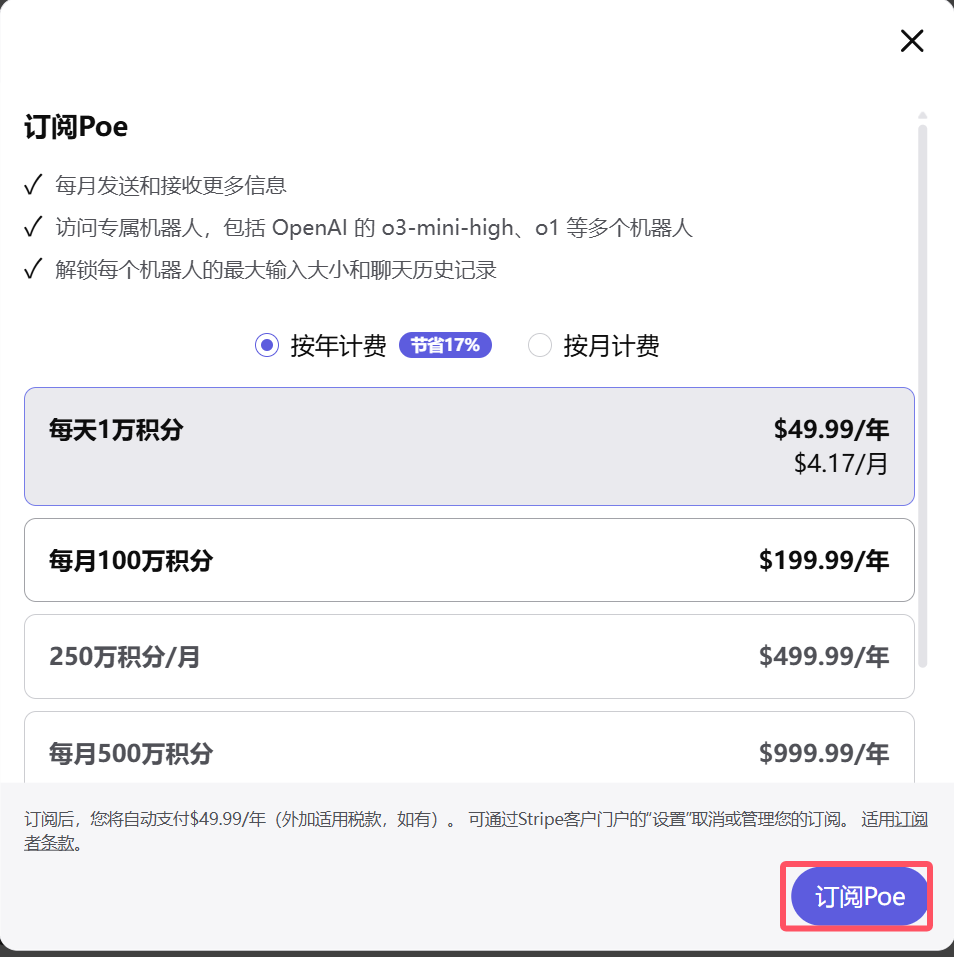 订阅Poe
✓ 每月发送和接收更多信息
✓ 访问专属机器人，包括 OpenAI 的 o3-mini-high、o1 等多个机器人
✓ 解锁每个机器人的最大输入大小和聊天历史记录
按年计费 节省17% 按月计费
每天1万积分 $49.99/年
$4.17/月
每月100万积分 $199.99/年
250万积分/月 $499.99/年
每月500万积分 $999.99/年
订阅后，您将自动支付$49.99/年（外加适用税款，如有）。 可通过Stripe客户门户的“设置”取消或管理您的订阅。 适用订阅
者条款。
订阅Poe